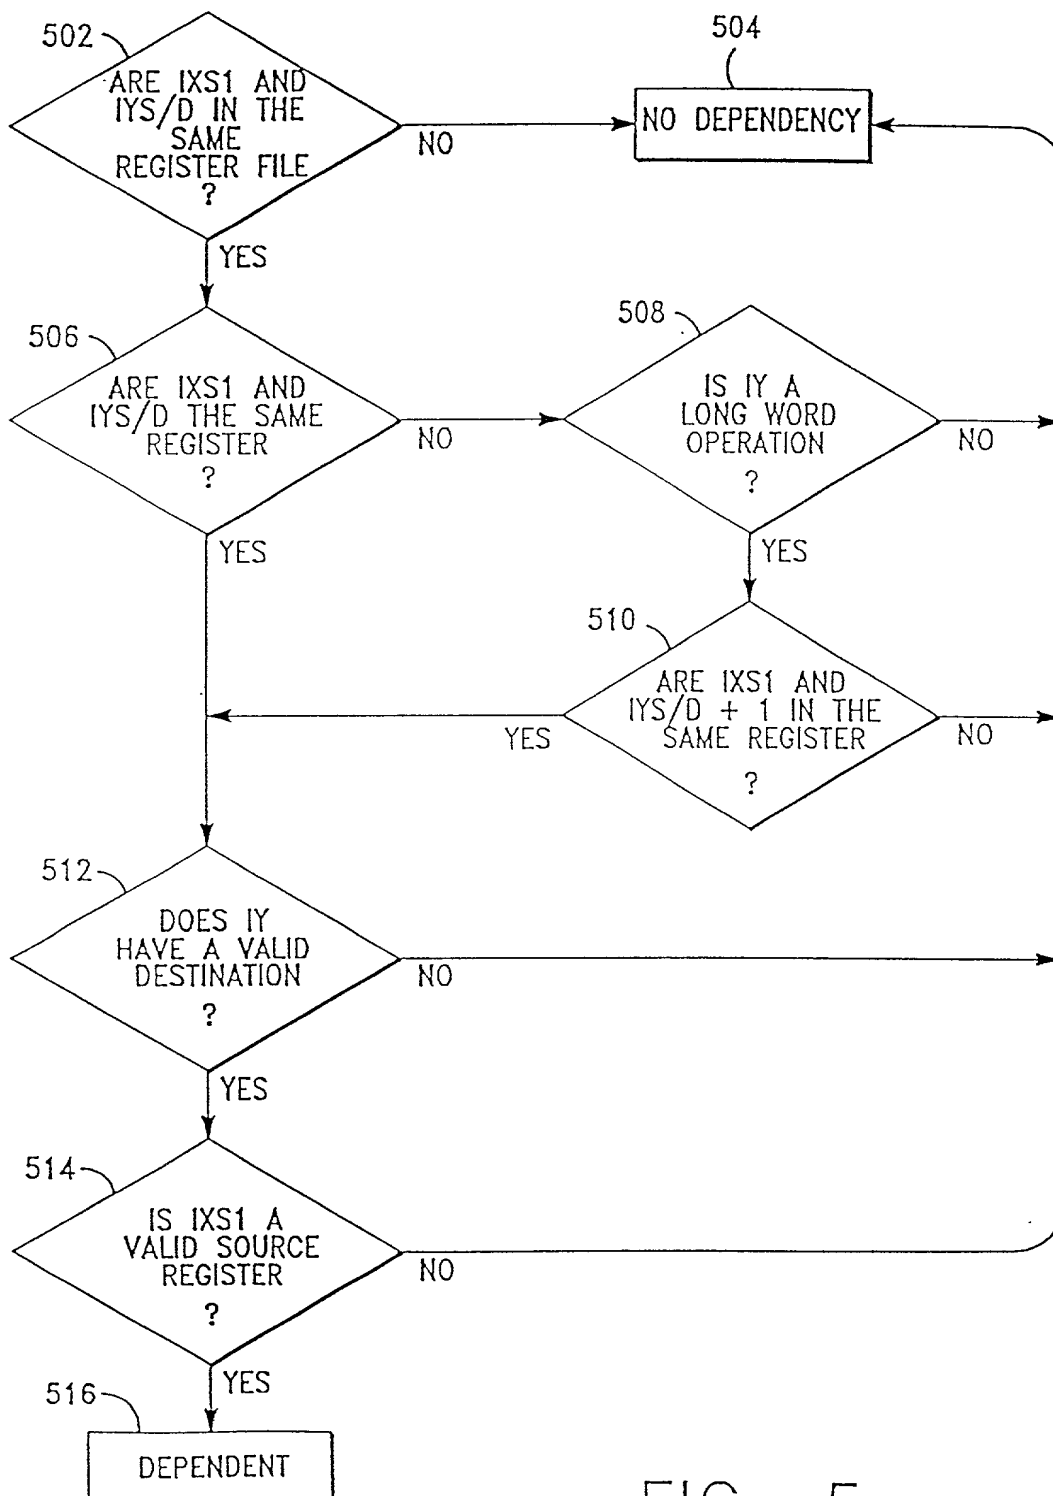 502
ARE IXS1 AND
IYS/D IN THE
SAME
REGISTER FILE
?
NO
YES
504
NO DEPENDENCY
506
ARE IXS1 AND
IYS/D THE SAME
REGISTER
?
NO
YES
508
IS IY A
LONG WORD
OPERATION
?
NO
YES
510
ARE IXS1 AND
IYS/D + 1 IN THE
SAME REGISTER
?
YES
NO
512
DOES IY
HAVE A VALID
DESTINATION
?
NO
YES
514
IS IXS1 A
VALID SOURCE
REGISTER
?
NO
YES
516
DEPENDENT
FIG. 5